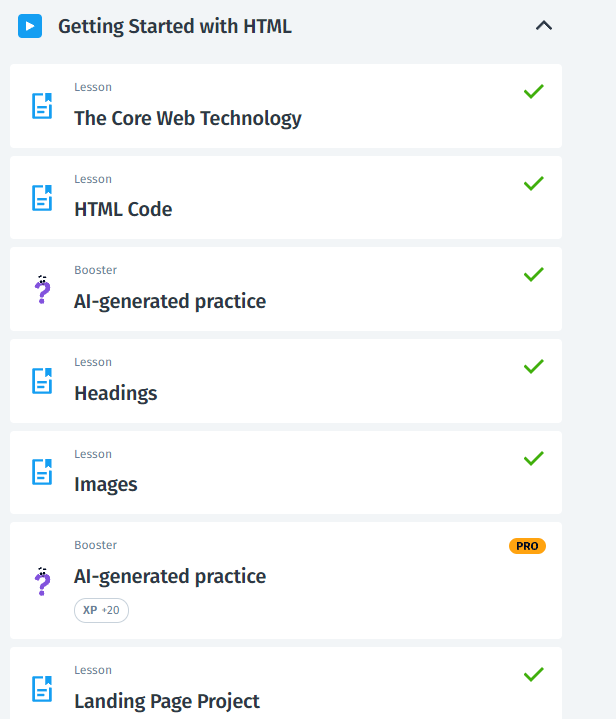 Getting Started with HTML
Lesson
The Core Web Technology
Lesson
HTML Code
Booster
AI-generated practice
Lesson
Headings
Lesson
Images
Booster
PRO
AI-generated practice
XP +20
Lesson
Landing Page Project